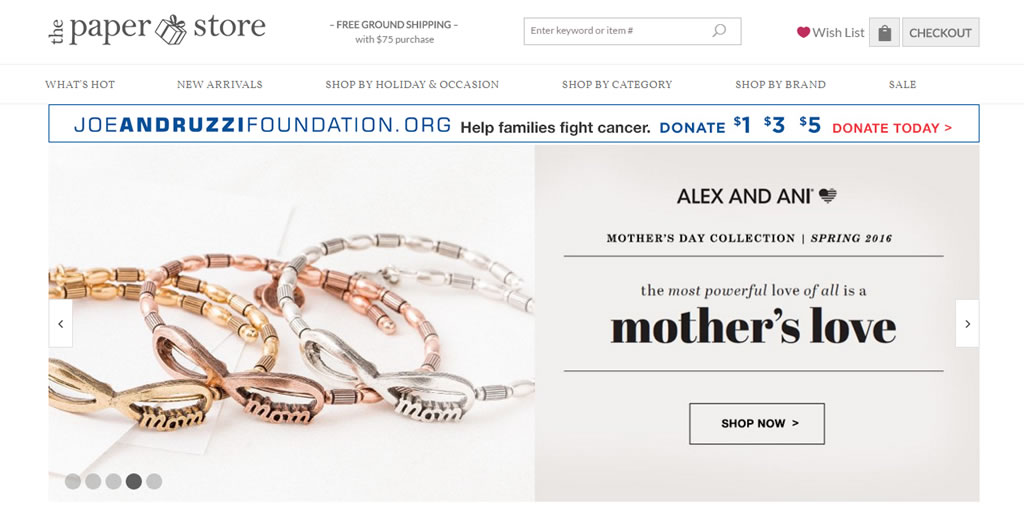 the paper store
– FREE GROUND SHIPPING –
with $75 purchase
Enter keyword or item #
Wish List
CHECKOUT
WHAT'S HOT
NEW ARRIVALS
SHOP BY HOLIDAY & OCCASION
SHOP BY CATEGORY
SHOP BY BRAND
SALE
JOEANDRUZZIFOUNDATION.ORG Help families fight cancer. DONATE $1 $3 $5 DONATE TODAY >
ALEX AND ANI
MOTHER'S DAY COLLECTION | SPRING 2016
the most powerful love of all is a
mother's love
SHOP NOW >
mom
mom
mom